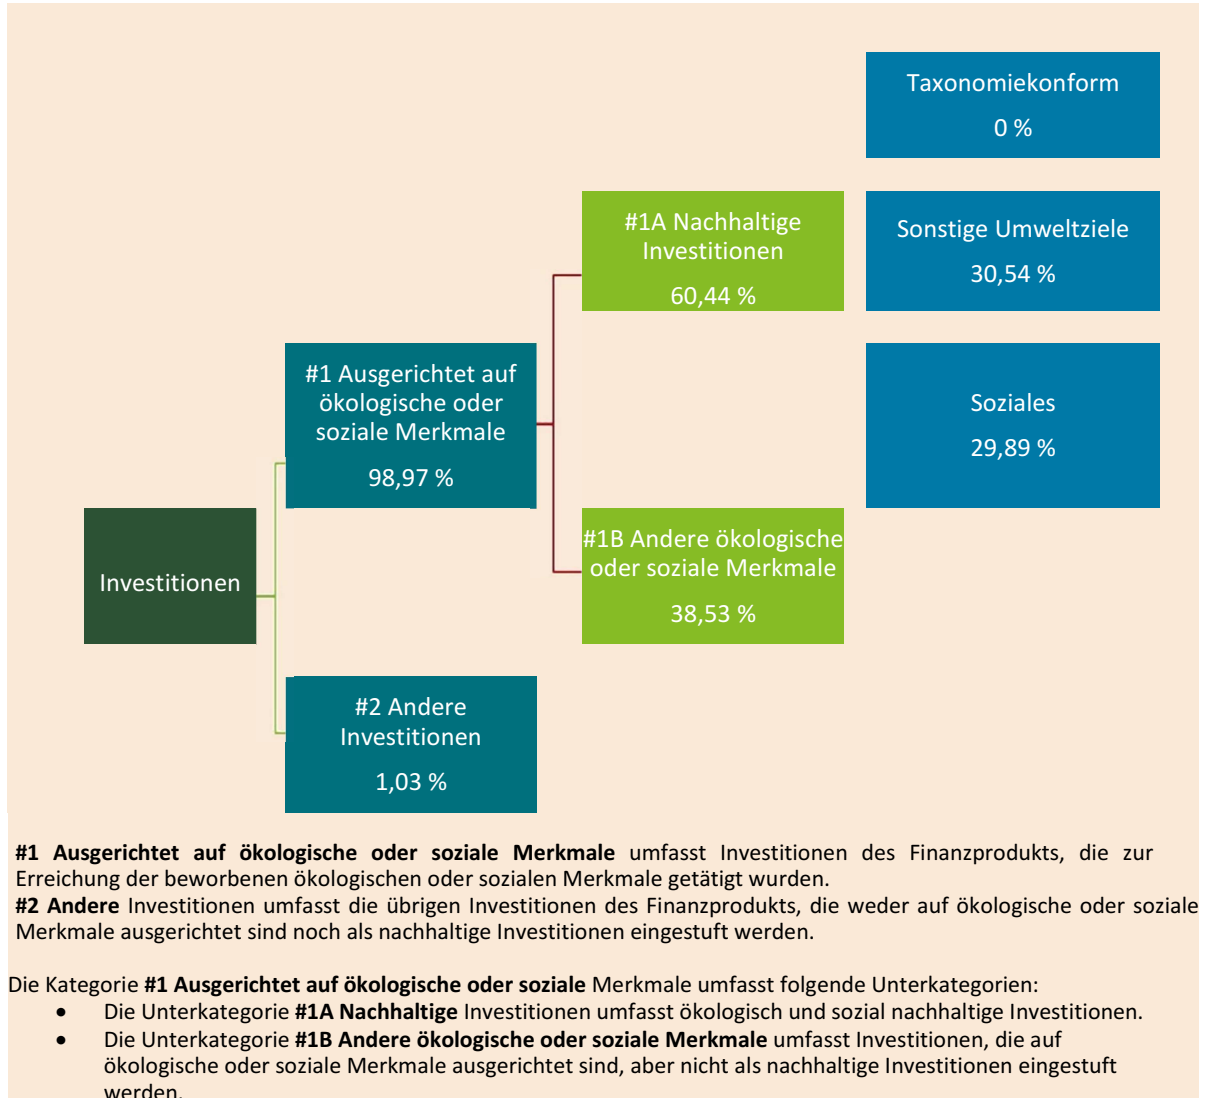 Taxonomiekonform
0 %
#1A Nachhaltige
Investitionen
60,44 %
Sonstige Umweltziele
30,54 %
#1 Ausgerichtet auf
ökologische oder
soziale Merkmale
98,97 %
Soziales
29,89 %
Investitionen
#1B Andere ökologische
oder soziale Merkmale
38,53 %
#2 Andere
Investitionen
1,03 %
#1 Ausgerichtet auf ökologische oder soziale Merkmale umfasst Investitionen des Finanzprodukts, die zur
Erreichung der beworbenen ökologischen oder sozialen Merkmale getätigt wurden.
#2 Andere Investitionen umfasst die übrigen Investitionen des Finanzprodukts, die weder auf ökologische oder soziale
Merkmale ausgerichtet sind noch als nachhaltige Investitionen eingestuft werden.
Die Kategorie #1 Ausgerichtet auf ökologische oder soziale Merkmale umfasst folgende Unterkategorien:
• Die Unterkategorie #1A Nachhaltige Investitionen umfasst ökologisch und sozial nachhaltige Investitionen.
• Die Unterkategorie #1B Andere ökologische oder soziale Merkmale umfasst Investitionen, die auf
ökologische oder soziale Merkmale ausgerichtet sind, aber nicht als nachhaltige Investitionen eingestuft
werden.